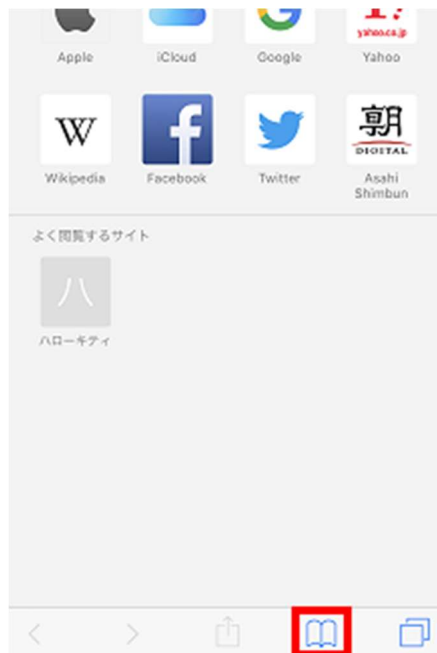 Y!
yahoo.co.jp
Apple
iCloud
Google
Yahoo
W
f
朝
DIGITAL
Wikipedia
Facebook
Twitter
Asahi
Shimbun
よく閲覧するサイト
ハ
ハローキティ